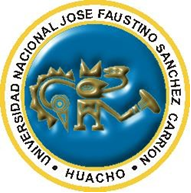 UNIVERSIDAD NACIONAL JOSE FAUSTINO SANCHEZ CARRION
• HUACHO •